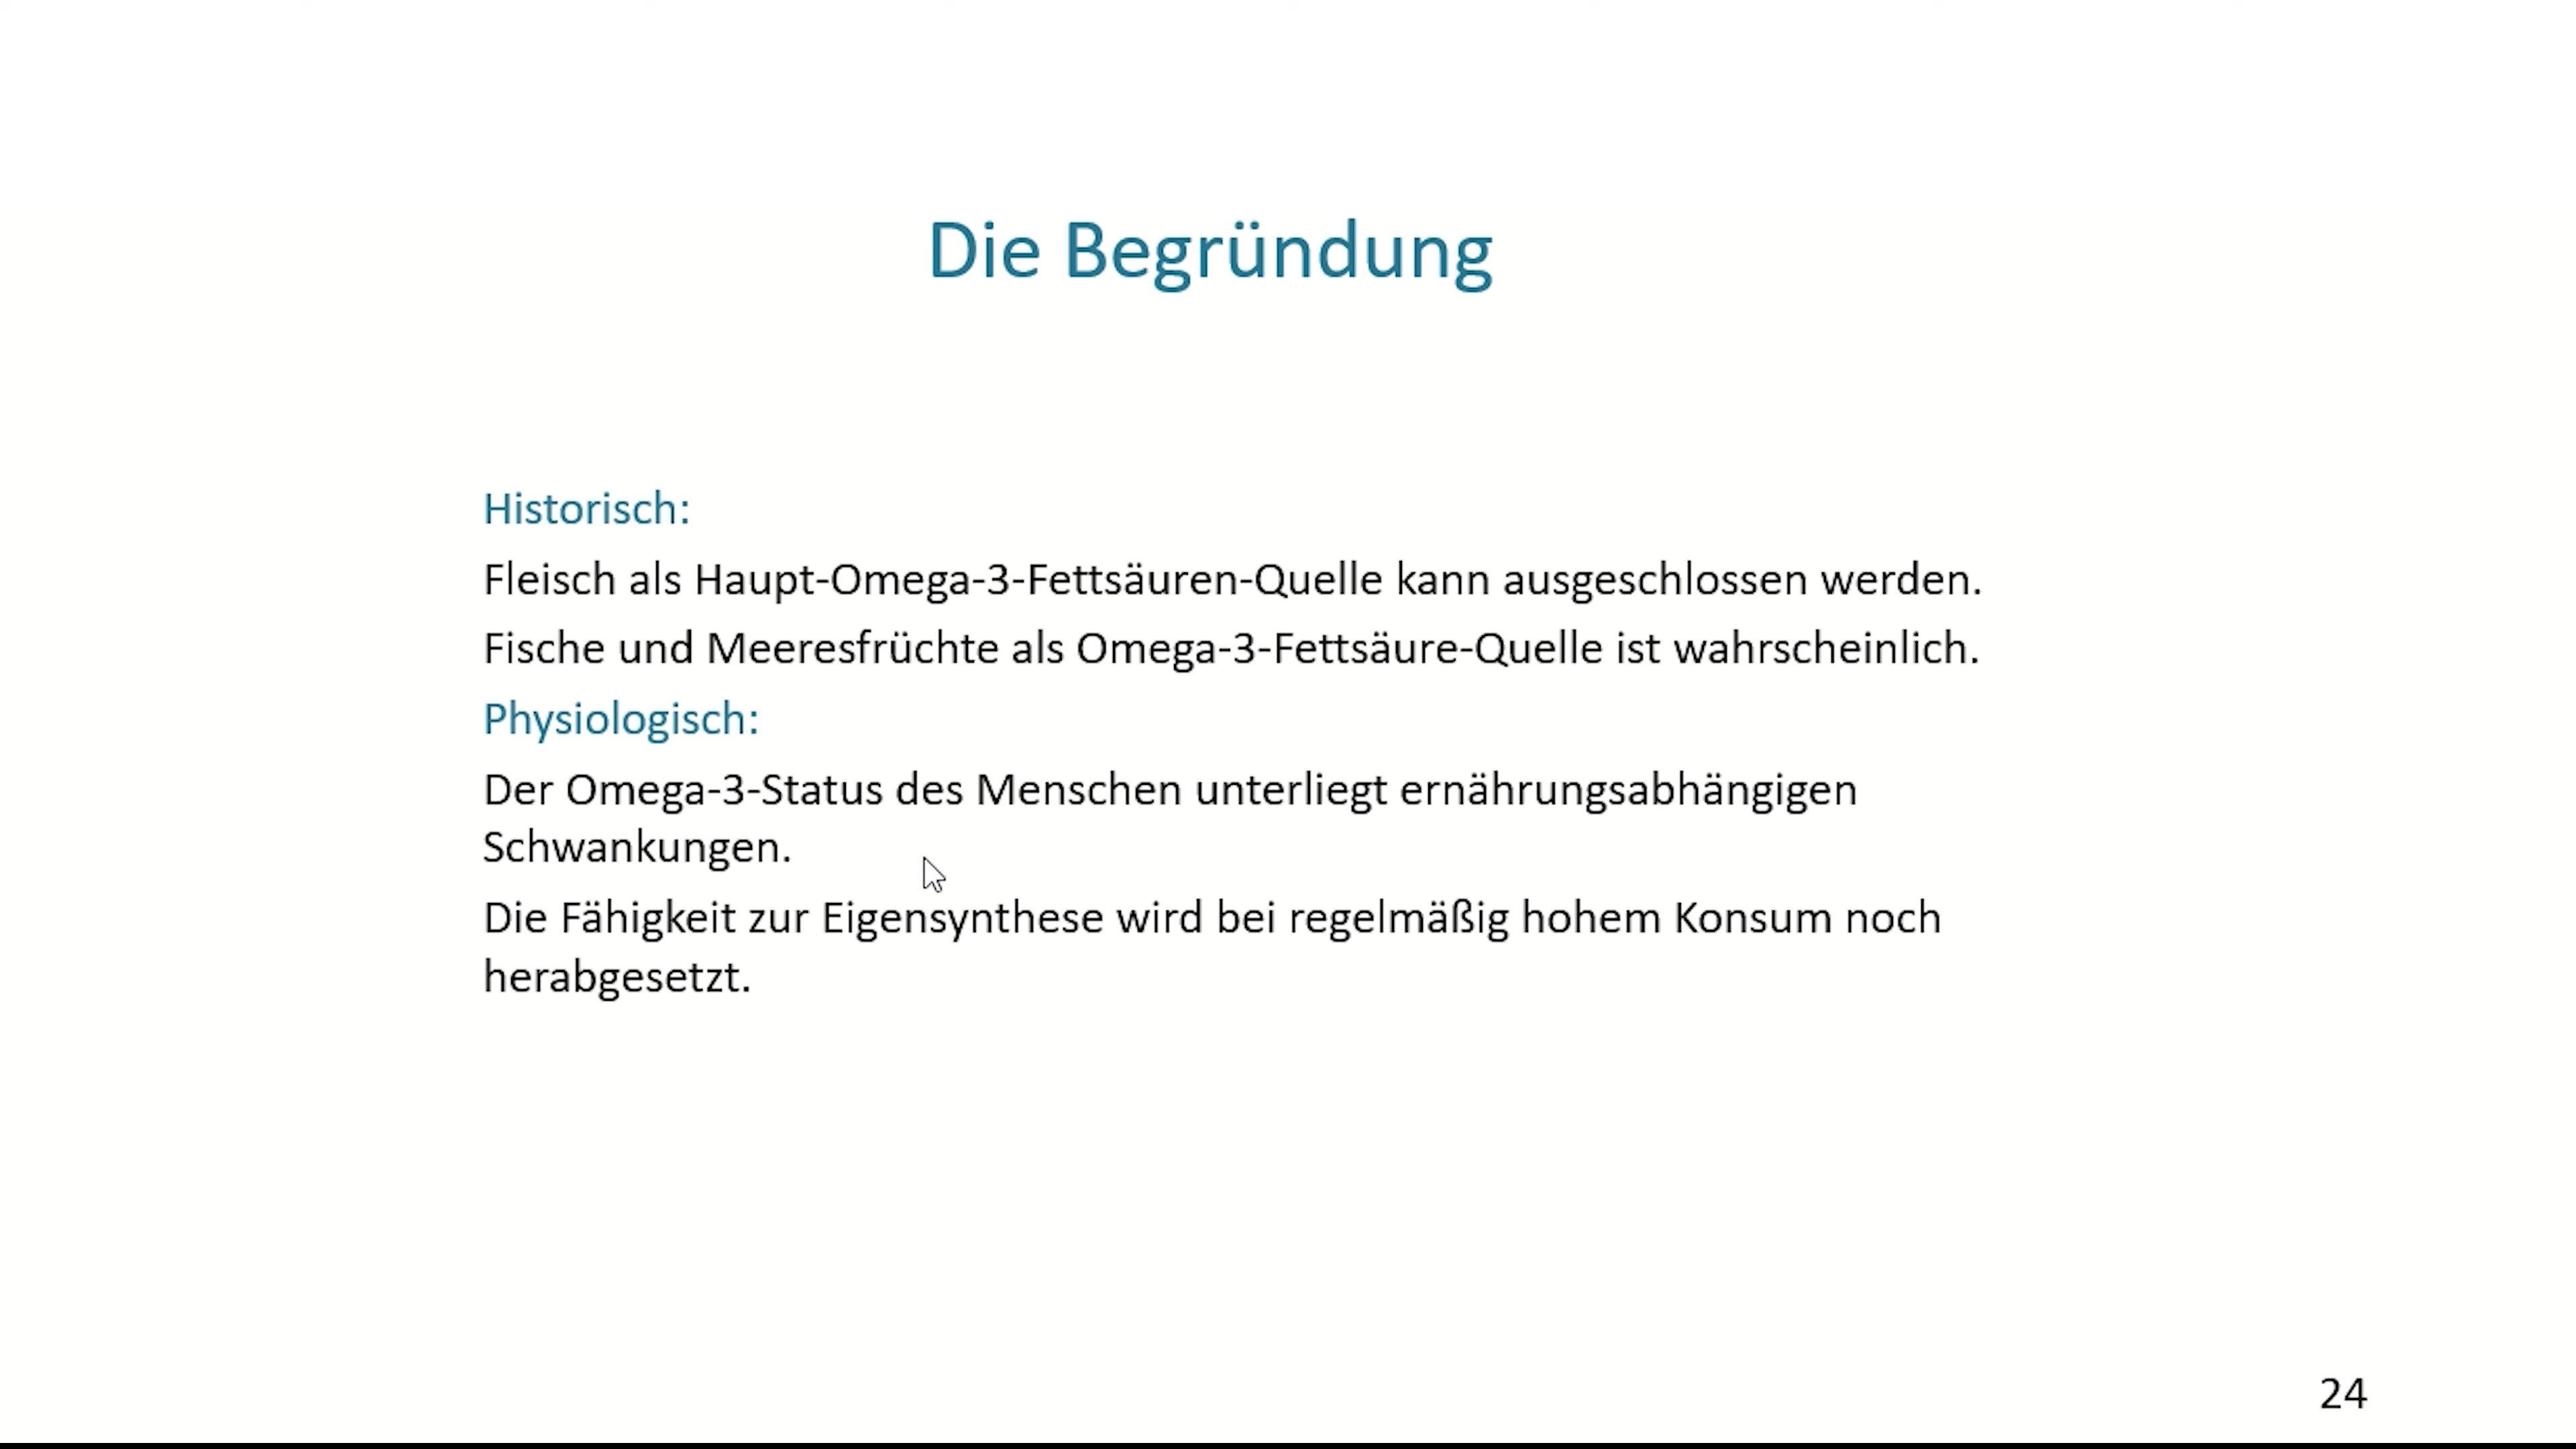 Die Begründung
Historisch:
Fleisch als Haupt-Omega-3-Fettsäuren-Quelle kann ausgeschlossen werden.
Fische und Meeresfrüchte als Omega-3-Fettsäure-Quelle ist wahrscheinlich.
Physiologisch:
Der Omega-3-Status des Menschen unterliegt ernährungsabhängigen
Schwankungen.
Die Fähigkeit zur Eigensynthese wird bei regelmäßig hohem Konsum noch
herabgesetzt.
24